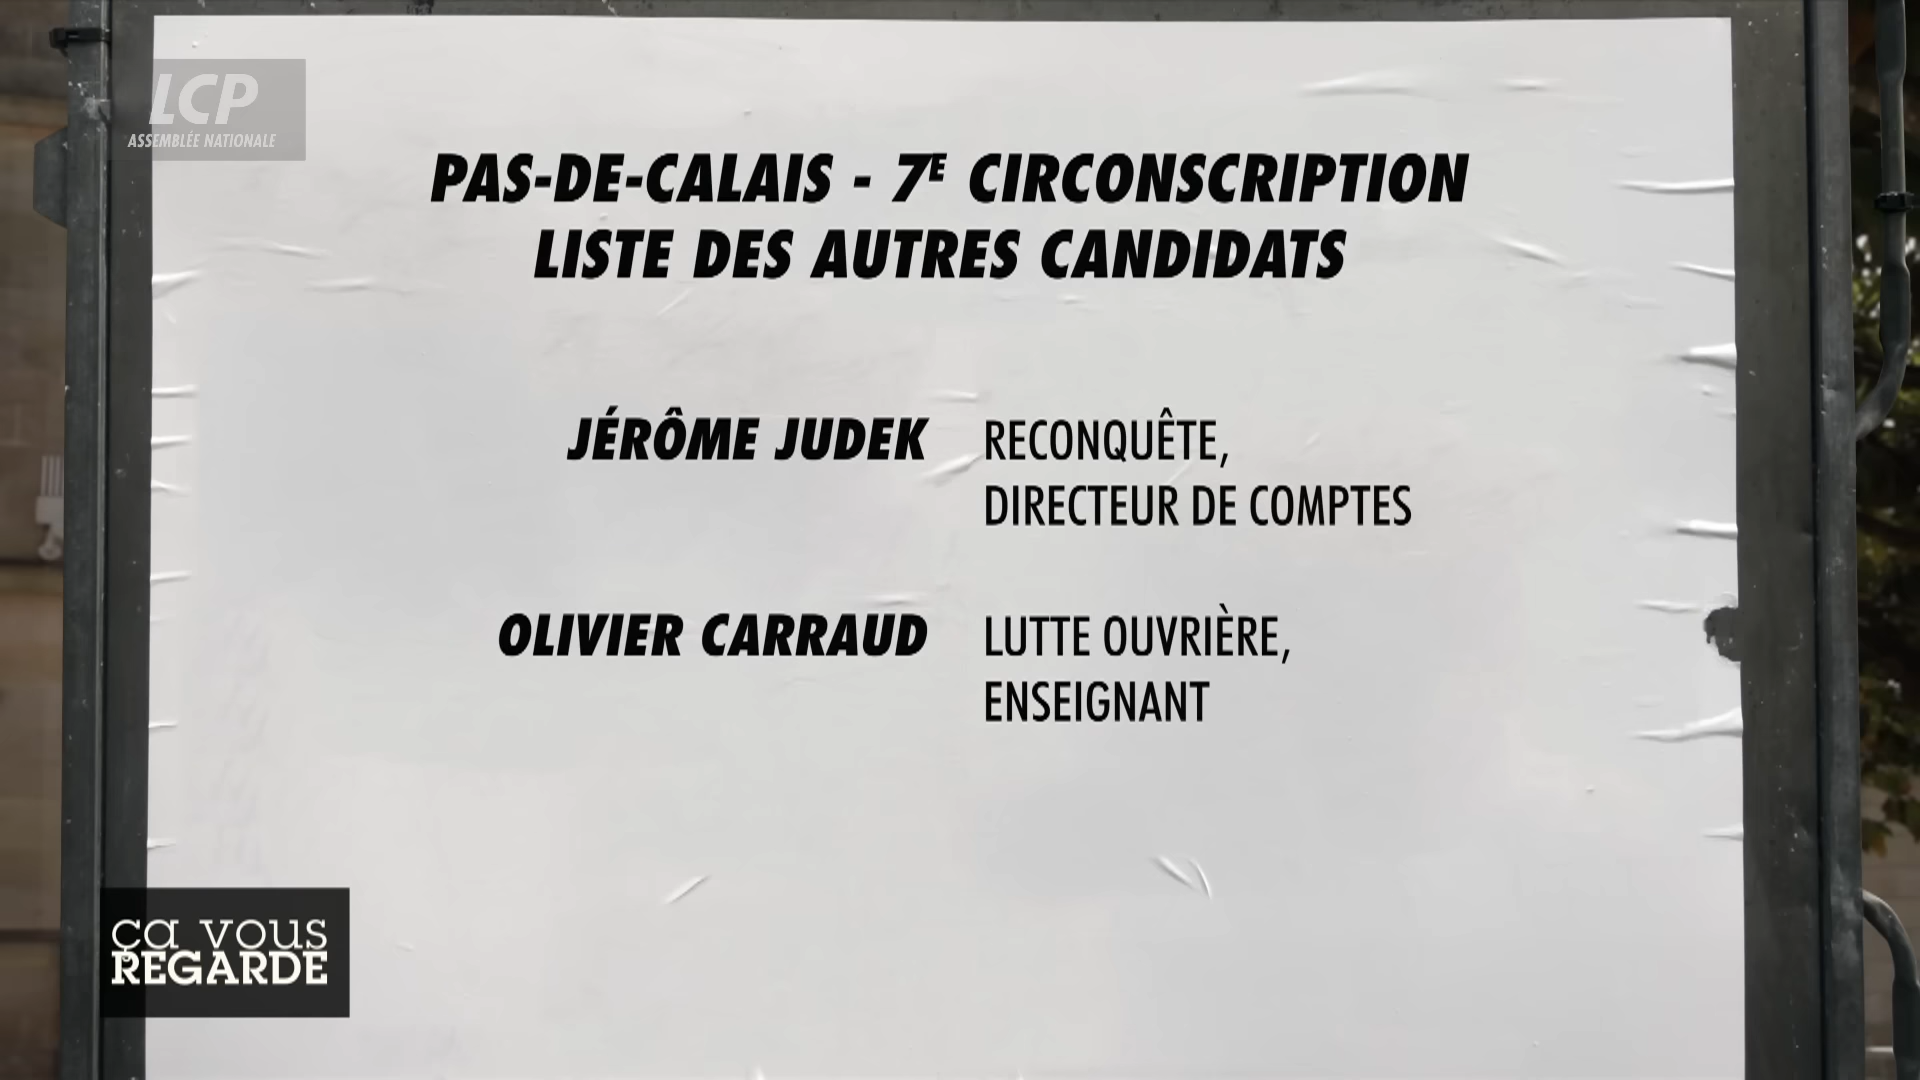 LCP
ASSEMBLÉE NATIONALE
PAS-DE-CALAIS - 7E CIRCONSCRIPTION
LISTE DES AUTRES CANDIDATS
JÉRÔME JUDEK RECONQUÊTE,
DIRECTEUR DE COMPTES
OLIVIER CARRAUD LUTTE OUVRIÈRE,
ENSEIGNANT
ça vous
REGARDE